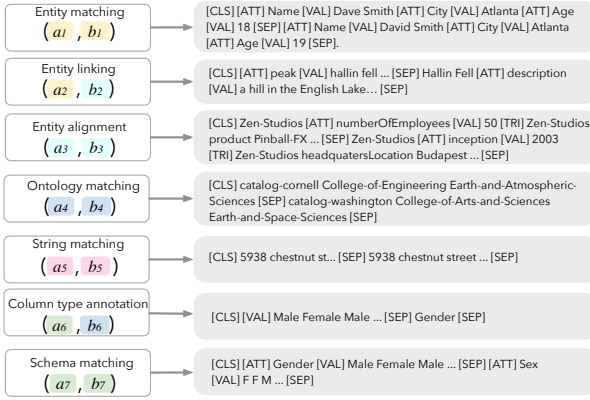 Entity matching
(a1, b1)
[CLS] [ATT] Name [VAL] Dave Smith [ATT] City [VAL] Atlanta [ATT] Age
[VAL] 18 [SEP] [ATT] Name [VAL] David Smith [ATT] City [VAL] Atlanta
[ATT] Age [VAL] 19 [SEP].
Entity linking
(a2, b2)
[CLS] [ATT] peak [VAL] hallin fell ... [SEP] Hallin Fell [ATT] description
[VAL] a hill in the English Lake... [SEP]
Entity alignment
(a3, b3)
[CLS] Zen-Studios [ATT] numberOfEmployees [VAL] 50 [TRI] Zen-Studios
product Pinball-FX ... [SEP] Zen-Studios [ATT] inception [VAL] 2003
[TRI] Zen-Studios headquatersLocation Budapest ... [SEP]
Ontology matching
(a4, b4)
[CLS] catalog-cornell College-of-Engineering Earth-and-Atmospheric-
Sciences [SEP] catalog-washington College-of-Arts-and-Sciences
Earth-and-Space-Sciences [SEP]
String matching
(a5, b5)
[CLS] 5938 chestnut st... [SEP] 5938 chestnut street ... [SEP]
Column type annotation
(a6, b6)
[CLS] [VAL] Male Female Male ... [SEP] Gender [SEP]
Schema matching
(a7, b7)
[CLS] [ATT] Gender [VAL] Male Female Male ... [SEP] [ATT] Sex
[VAL] F F M ... [SEP]